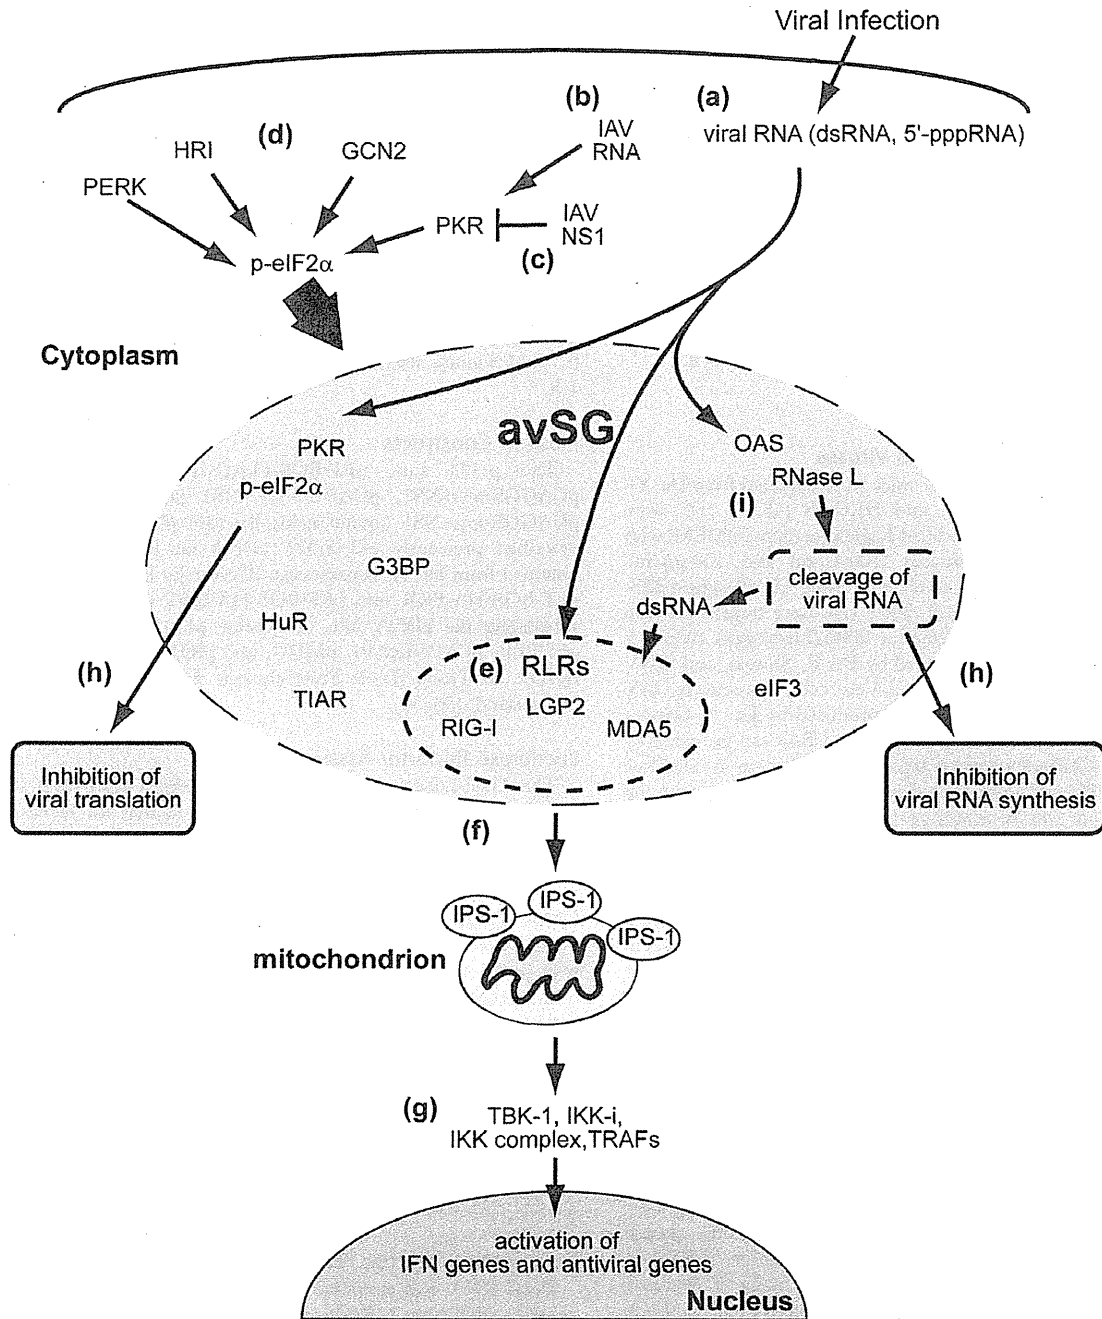 Viral Infection
(a)
viral RNA (dsRNA, 5'-pppRNA)
(b)
IAV
RNA
(d)
HRI
GCN2
PERK
PKR
IAV
NS1
(c)
p-eIF2α
Cytoplasm
avSG
PKR
p-eIF2α
OAS
RNase L
(i)
cleavage of
viral RNA
dsRNA
G3BP
HuR
TIAR
(e)
RLRs
LGP2
RIG-I
MDA5
eIF3
(h)
Inhibition of
viral translation
(h)
Inhibition of
viral RNA synthesis
(f)
IPS-1
IPS-1
IPS-1
mitochondrion
(g)
TBK-1, IKK-i,
IKK complex,TRAFs
activation of
IFN genes and antiviral genes
Nucleus